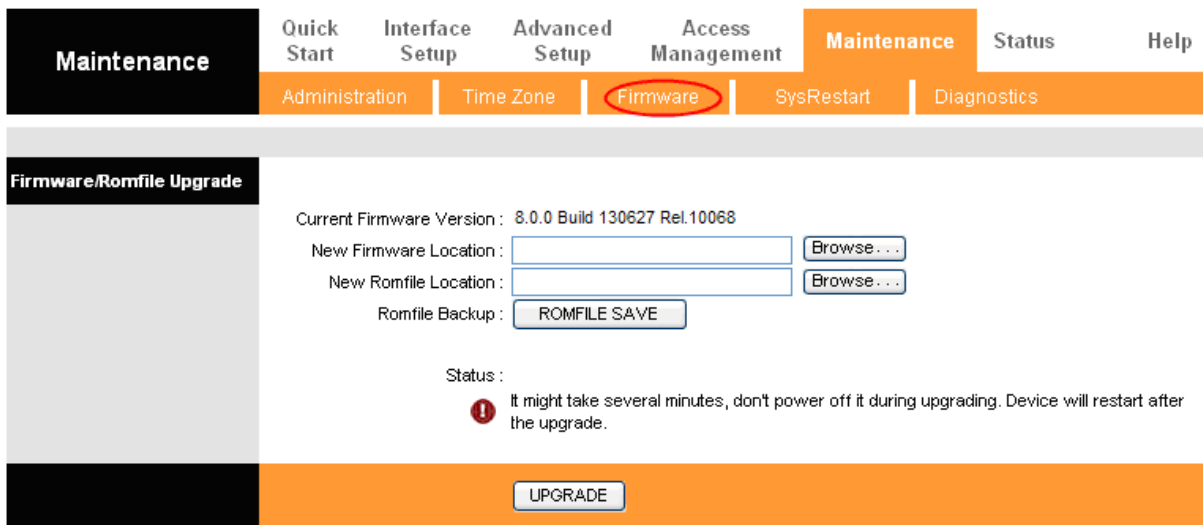 Maintenance
Quick Start
Interface Setup
Advanced Setup
Access Management
Maintenance
Status
Help
Administration
Time Zone
Firmware
SysRestart
Diagnostics
Firmware/Romfile Upgrade
Current Firmware Version : 8.0.0 Build 130627 Rel.10068
New Firmware Location : Browse...
New Romfile Location : Browse...
Romfile Backup : ROMFILE SAVE
Status :
It might take several minutes, don't power off it during upgrading. Device will restart after
the upgrade.
UPGRADE